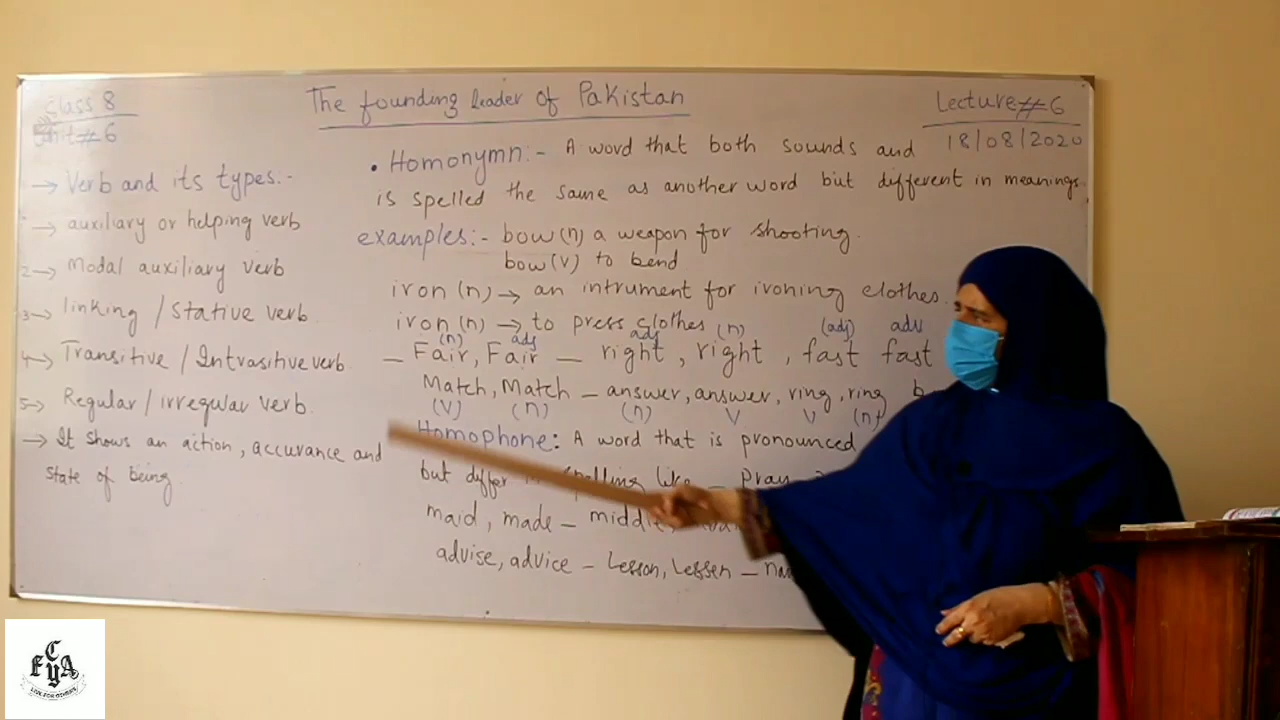 Class 8
Unit # 6
The founding leader of Pakistan
Lecture # 6
18/08/2020
→ Verb and its types:-
→ auxiliary or helping verb
2→ Modal auxiliary verb
3→ linking / Stative verb
4→ Transitive / Intrasitive verb.
5→ Regular / irregular verb.
→ It shows an action, accurance and
state of being.
• Homonymn:- A word that both sounds and
is spelled the same as another word but different in meanings.
examples:- bow (n) a weapon for shooting.
bow (v) to bend
iron (n) → an intrument for ironing clothes.
iron (n) → to press clothes
(n) adj adj (n) (adj) adv
– Fair, Fair – right, right, fast fast
Match, Match – answer, answer, ring, ring
(V) (n) (n) V V (n)
Homophone: A word that is pronounced
but differ spelling like – pray
maid, made –
advise, advice – Lesson, Lessen –
F C Y A